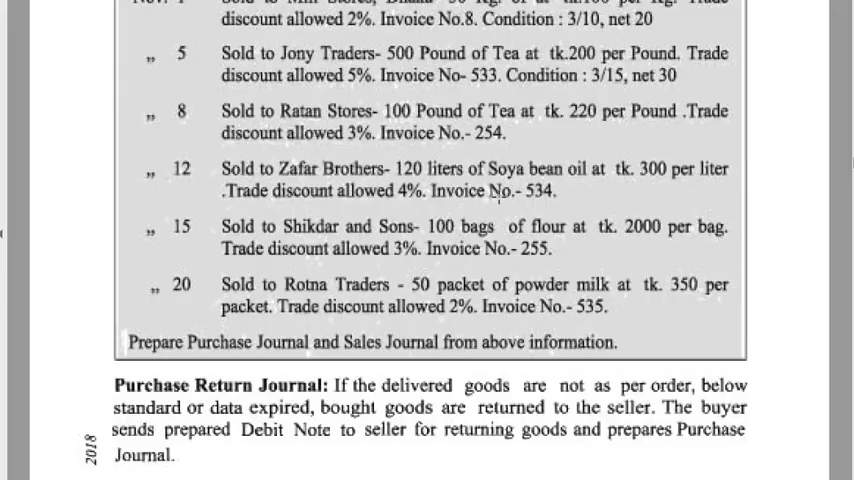 discount allowed 2%. Invoice No.8. Condition : 3/10, net 20
„ 5 Sold to Jony Traders- 500 Pound of Tea at tk.200 per Pound. Trade
discount allowed 5%. Invoice No- 533. Condition : 3/15, net 30
„ 8 Sold to Ratan Stores- 100 Pound of Tea at tk. 220 per Pound .Trade
discount allowed 3%. Invoice No.- 254.
„ 12 Sold to Zafar Brothers- 120 liters of Soya bean oil at tk. 300 per liter
.Trade discount allowed 4%. Invoice No.- 534.
„ 15 Sold to Shikdar and Sons- 100 bags of flour at tk. 2000 per bag.
Trade discount allowed 3%. Invoice No.- 255.
„ 20 Sold to Rotna Traders - 50 packet of powder milk at tk. 350 per
packet. Trade discount allowed 2%. Invoice No.- 535.
Prepare Purchase Journal and Sales Journal from above information.
Purchase Return Journal: If the delivered goods are not as per order, below
standard or data expired, bought goods are returned to the seller. The buyer
sends prepared Debit Note to seller for returning goods and prepares Purchase
Journal.
2018